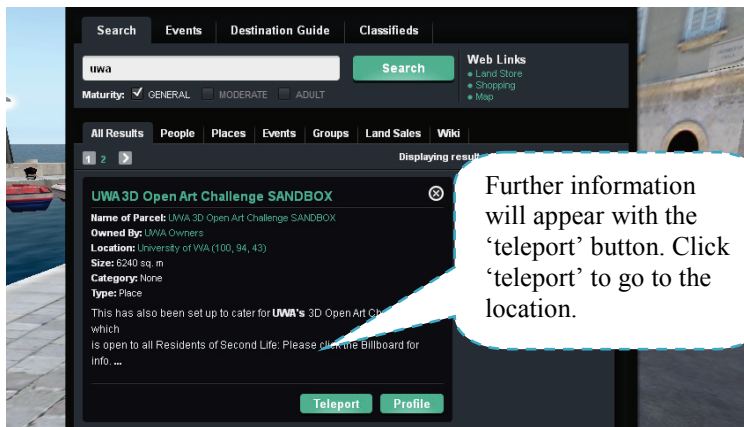 Search Events Destination Guide Classifieds
uwa
Search
Maturity: GENERAL MODERATE ADULT
Web Links
Land Store
Shopping
Map
All Results People Places Events Groups Land Sales Wiki
1 2
Displaying
UWA 3D Open Art Challenge SANDBOX
Name of Parcel: UWA 3D Open Art Challenge SANDBOX
Owned By: UWA Owners
Location: University of WA (100, 94, 43)
Size: 6240 sq. m
Category: None
Type: Place
This has also been set up to cater for UWA's 3D Open Art
which
is open to all Residents of Second Life: Please click the Billboard for
info. ...
Teleport Profile
Further information
will appear with the
‘teleport’ button. Click
‘teleport’ to go to the
location.